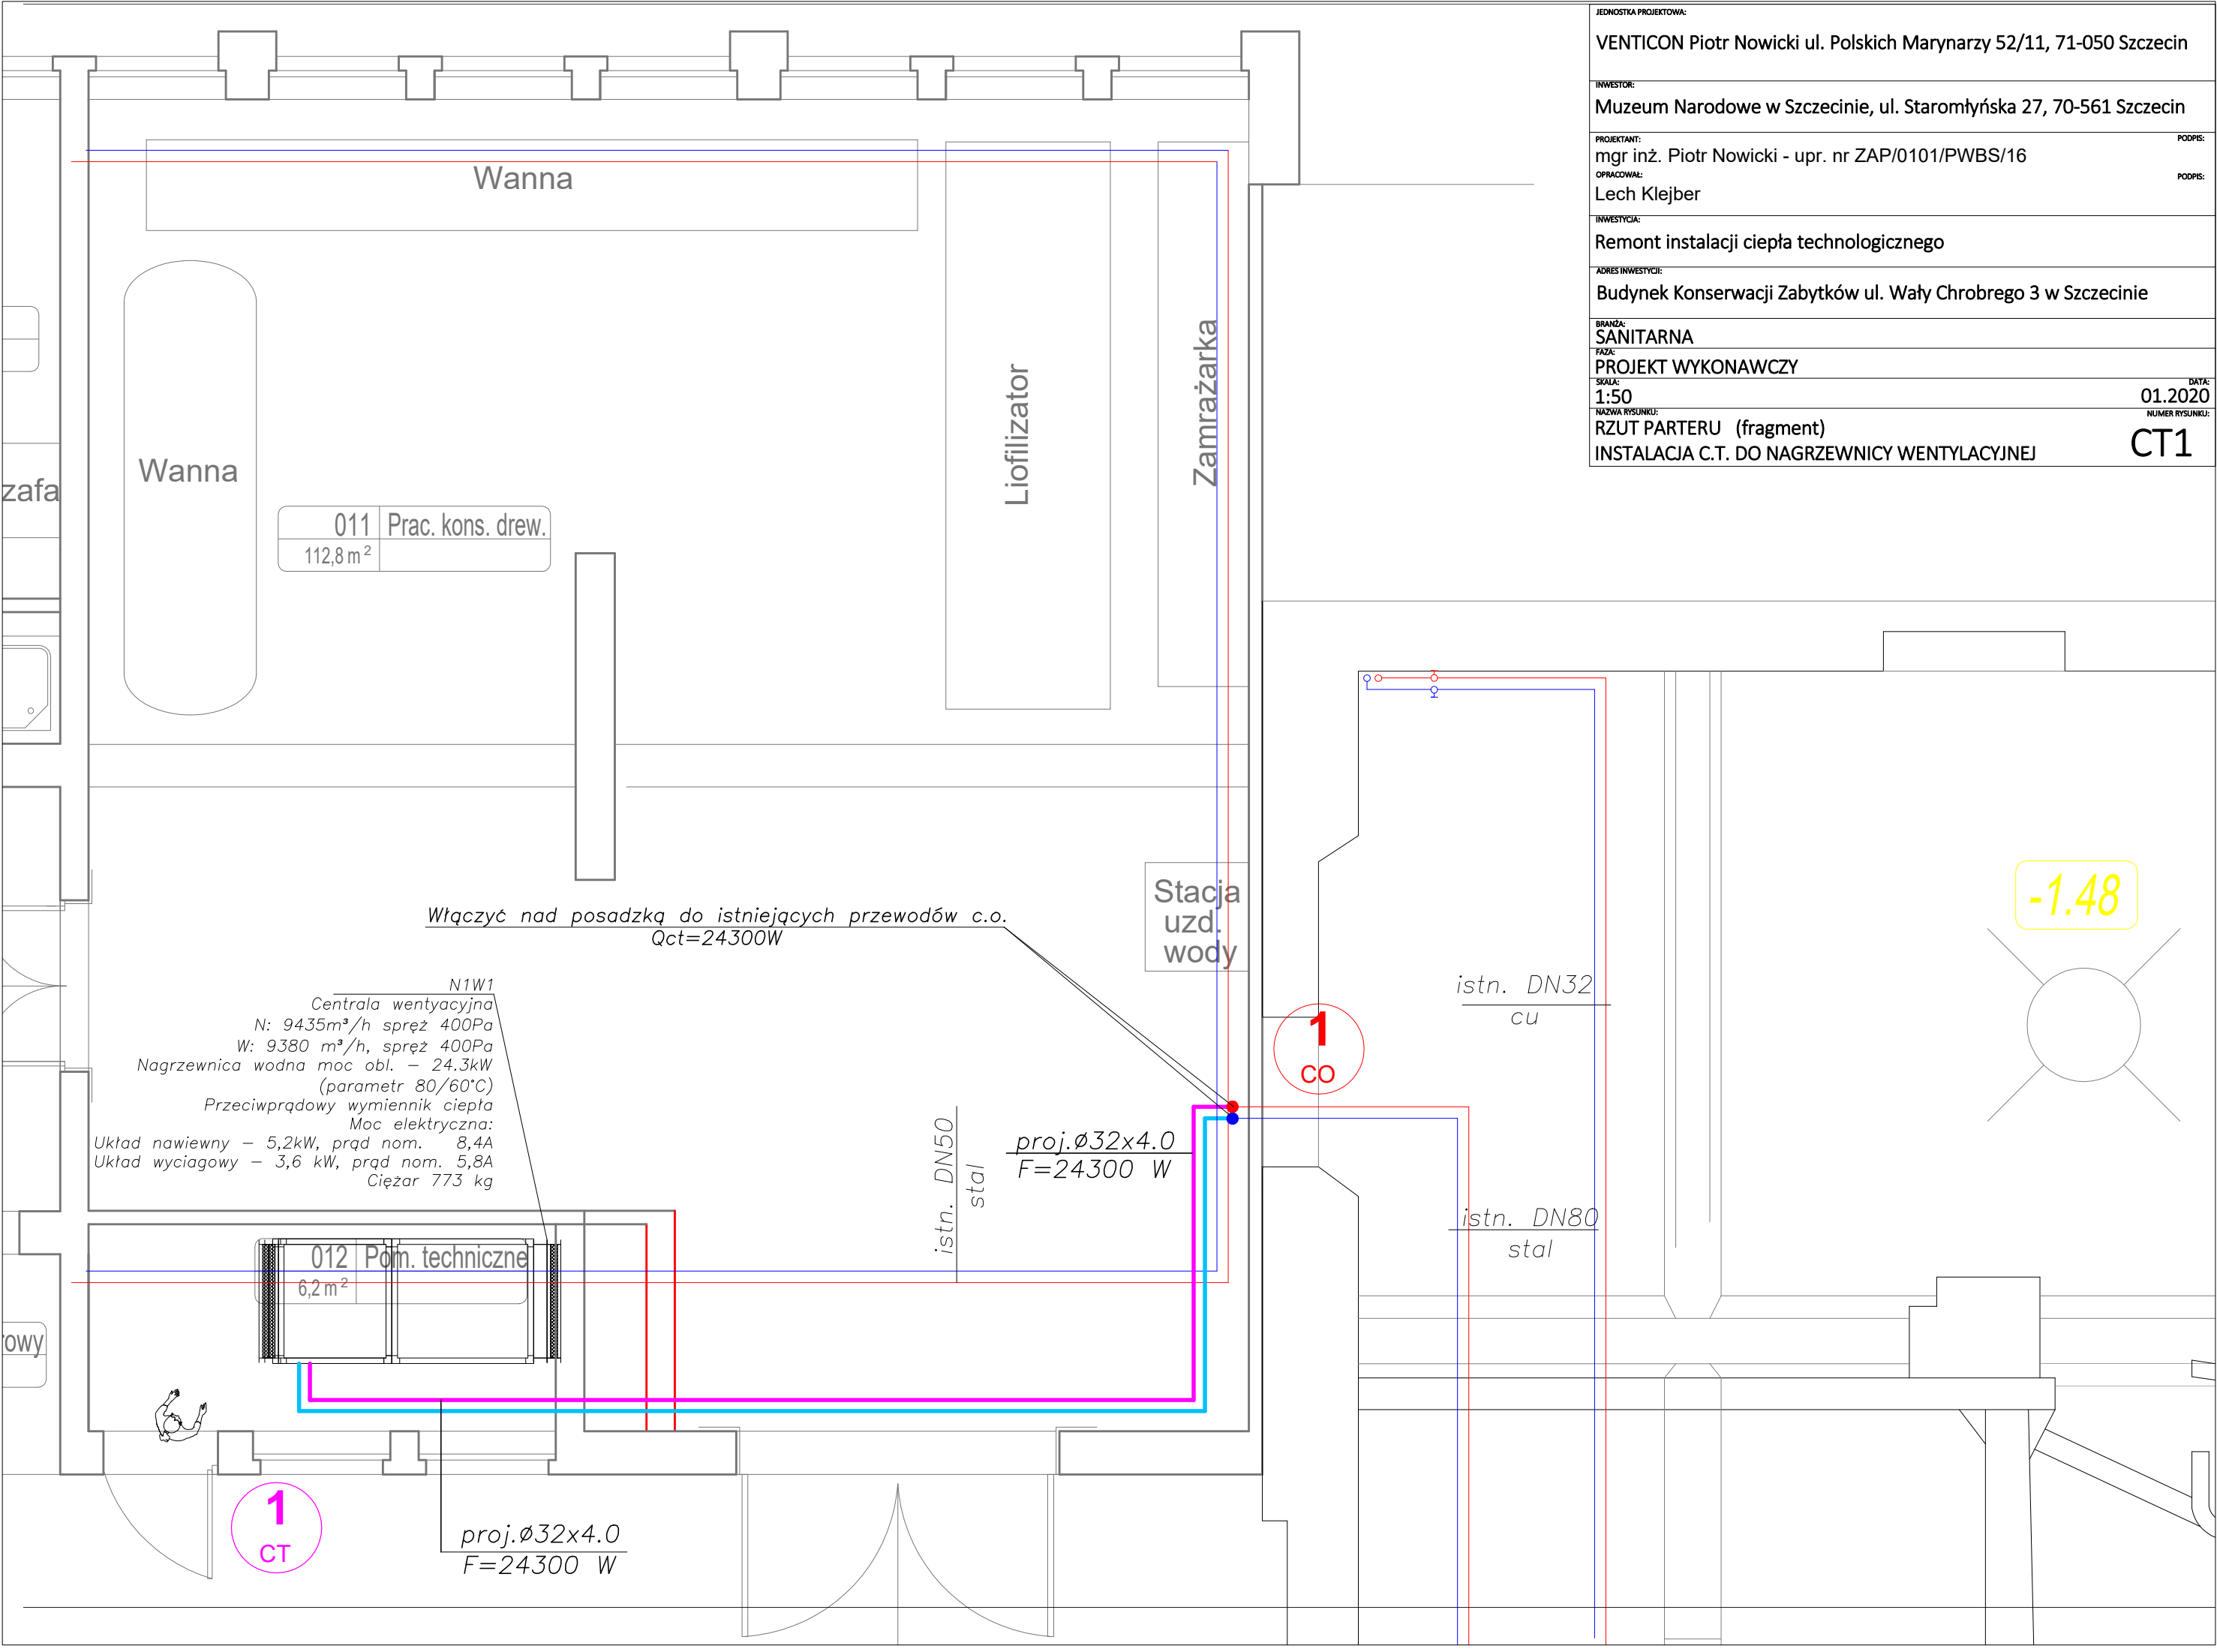 JEDNOSTKA PROJEKTOWA:
VENTICON Piotr Nowicki ul. Polskich Marynarzy 52/11, 71-050 Szczecin
INWESTOR:
Muzeum Narodowe w Szczecinie, ul. Staromłyńska 27, 70-561 Szczecin
PROJEKTANT: PODPIS:
mgr inż. Piotr Nowicki - upr. nr ZAP/0101/PWBS/16
OPRACOWAŁ: PODPIS:
Lech Klejber
INWESTYCJA:
Remont instalacji ciepła technologicznego
ADRES INWESTYCJI:
Budynek Konserwacji Zabytków ul. Wały Chrobrego 3 w Szczecinie
BRANŻA:
SANITARNA
FAZA:
PROJEKT WYKONAWCZY
SKALA: DATA:
1:50 01.2020
NAZWA RYSUNKU: NUMER RYSUNKU:
RZUT PARTERU (fragment)
INSTALACJA C.T. DO NAGRZEWNICY WENTYLACYJNEJ
CT1
Wanna
Wanna
Liofilizator
Zamrażarka
zafa
011 Prac. kons. drew.
112,8 m²
Stacja
uzd.
wody
Włączyć nad posadzką do istniejących przewodów c.o.
Qct=24300W
N1W1
Centrala wentyacyjna
N: 9435m³/h spręż 400Pa
W: 9380 m³/h, spręż 400Pa
Nagrzewnica wodna moc obl. – 24.3kW
(parametr 80/60°C)
Przeciwprądowy wymiennik ciepła
Moc elektryczna:
Układ nawiewny – 5,2kW, prąd nom. 8,4A
Układ wyciagowy – 3,6 kW, prąd nom. 5,8A
Ciężar 773 kg
-1.48
istn. DN32
cu
1
CO
istn. DN50
stal
proj.ø32x4.0
F=24300 W
istn. DN80
stal
012 Pom. techniczne
6,2 m²
owy
1
CT
proj.ø32x4.0
F=24300 W